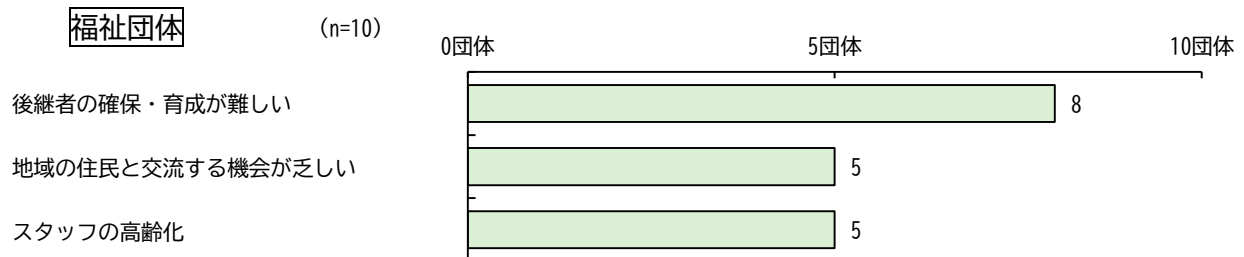 福祉団体 (n=10)
0団体 5団体 10団体
後継者の確保・育成が難しい 8
地域の住民と交流する機会が乏しい 5
スタッフの高齢化 5